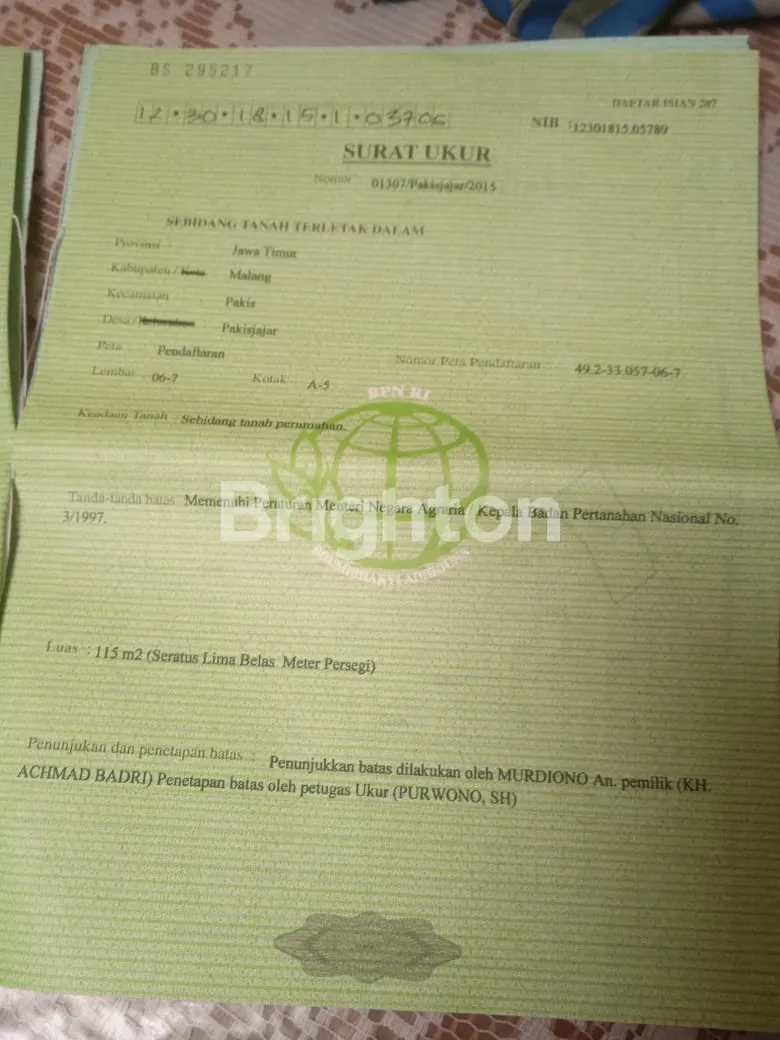 BS 295217
DAFTAR ISIAN 207
12.30.18.15.1.03706
NIB : 12301815.05789
SURAT UKUR
Nomor : 01307/Pakisjajar/2015
SEBIDANG TANAH TERLETAK DALAM
Provinsi : Jawa Timur
Kabupaten / Kota Malang
Kecamatan Pakis
Desa / Kelurahan Pakisjajar
Peta Pendaftaran Nomor Peta Pendaftaran : 49.2-33.057-06-7
Lembar : 06-7 Kotak : A-5
BPN RI
Keadaan Tanah : Sebidang tanah perumahan.
Brighton
Tanda-tanda batas Memenuhi Peraturan Menteri Negara Agraria / Kepala Badan Pertanahan Nasional No.
3/1997.
Luas : 115 m2 (Seratus Lima Belas Meter Persegi)
Penunjukan dan penetapan batas : Penunjukkan batas dilakukan oleh MURDIONO An. pemilik (KH.
ACHMAD BADRI) Penetapan batas oleh petugas Ukur (PURWONO, SH)